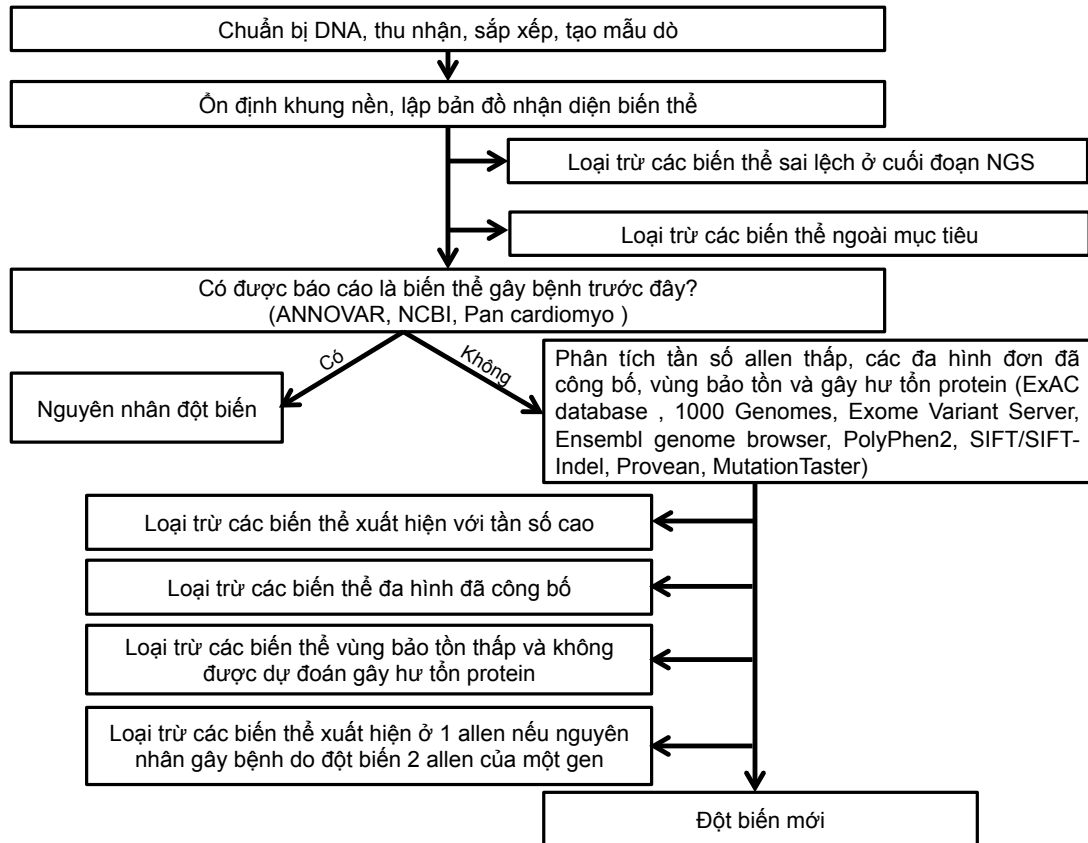 Chuẩn bị DNA, thu nhận, sắp xếp, tạo mẫu dò
Ổn định khung nền, lập bản đồ nhận diện biến thể
Loại trừ các biến thể sai lệch ở cuối đoạn NGS
Loại trừ các biến thể ngoài mục tiêu
Có được báo cáo là biến thể gây bệnh trước đây?
(ANNOVAR, NCBI, Pan cardiomyo )
Có
Không
Nguyên nhân đột biến
Phân tích tần số allen thấp, các đa hình đơn đã
công bố, vùng bảo tồn và gây hư tổn protein (ExAC
database , 1000 Genomes, Exome Variant Server,
Ensembl genome browser, PolyPhen2, SIFT/SIFT-
Indel, Provean, MutationTaster)
Loại trừ các biến thể xuất hiện với tần số cao
Loại trừ các biến thể đa hình đã công bố
Loại trừ các biến thể vùng bảo tồn thấp và không
được dự đoán gây hư tổn protein
Loại trừ các biến thể xuất hiện ở 1 allen nếu nguyên
nhân gây bệnh do đột biến 2 allen của một gen
Đột biến mới